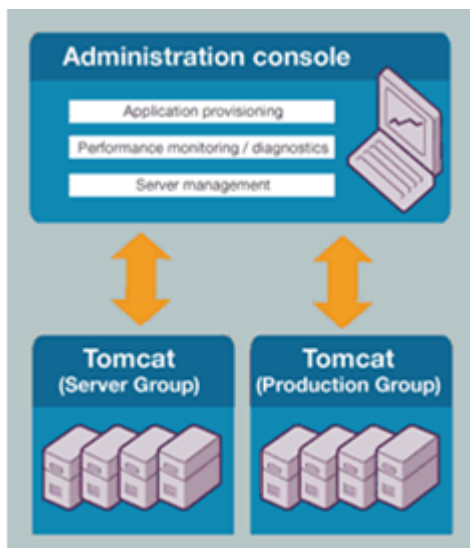 Administration console
Application provisioning
Performance monitoring / diagnostics
Server management
Tomcat
(Server Group)
Tomcat
(Production Group)